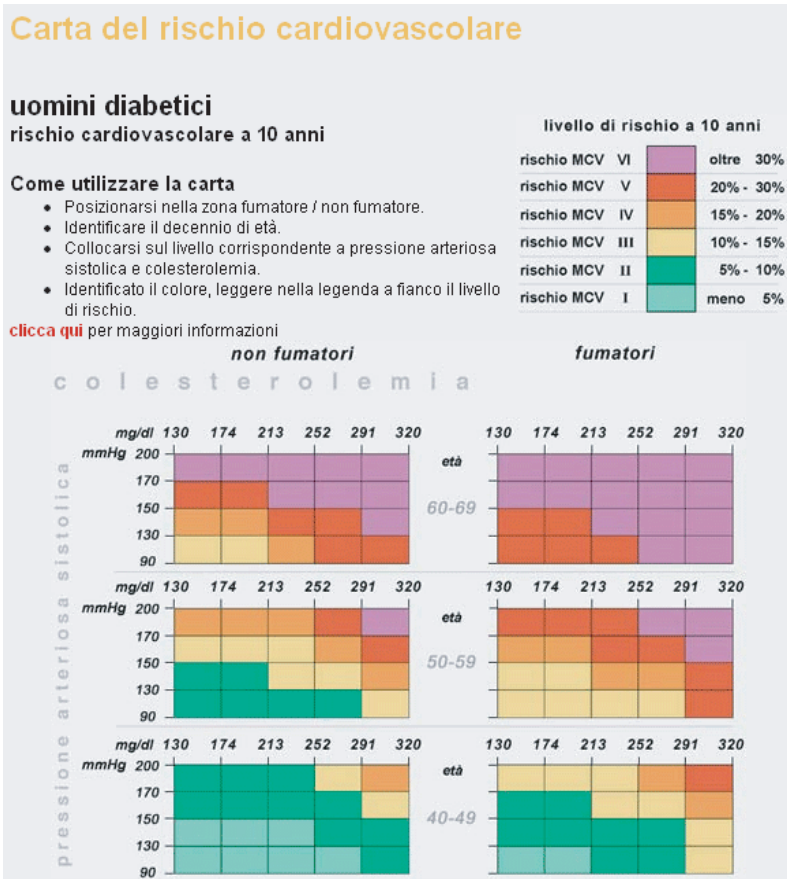 Carta del rischio cardiovascolare
uomini diabetici
rischio cardiovascolare a 10 anni
Come utilizzare la carta
Posizionarsi nella zona fumatore / non fumatore.
Identificare il decennio di età.
Collocarsi sul livello corrispondente a pressione arteriosa
sistolica e colesterolemia.
Identificato il colore, leggere nella legenda a fianco il livello
di rischio.
clicca qui per maggiori informazioni
livello di rischio a 10 anni
rischio MCV VI oltre 30%
rischio MCV V 20% - 30%
rischio MCV IV 15% - 20%
rischio MCV III 10% - 15%
rischio MCV II 5% - 10%
rischio MCV I meno 5%
non fumatori fumatori
colesterolemia
pressione arteriosa sistolica
mg/dl 130 174 213 252 291 320 130 174 213 252 291 320
mmHg 200 età
170
150 60-69
130
90
mg/dl 130 174 213 252 291 320 130 174 213 252 291 320
mmHg 200 età
170
150 50-59
130
90
mg/dl 130 174 213 252 291 320 130 174 213 252 291 320
mmHg 200 età
170
150 40-49
130
90